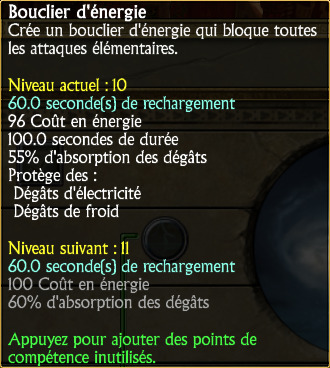 Bouclier d'énergie
Crée un bouclier d'énergie qui bloque toutes
les attaques élémentaires.
Niveau actuel : 10
60.0 seconde(s) de rechargement
96 Coût en énergie
100.0 secondes de durée
55% d'absorption des dégâts
Protège des :
Dégâts d'électricité
Dégâts de froid
Niveau suivant : 11
60.0 seconde(s) de rechargement
100 Coût en énergie
60% d'absorption des dégâts
Appuyez pour ajouter des points de
compétence inutilisés.